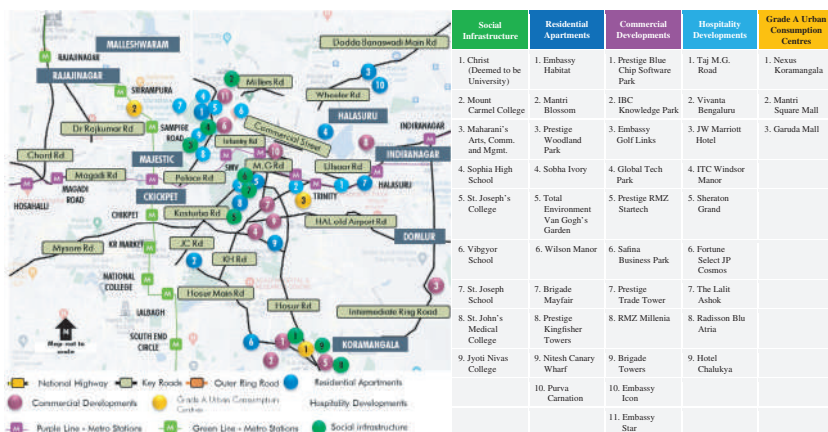 MALLESHWARAM
Dodda Banaswadi Main Rd
RAJAJINAGAR
RAJAJINAGAR
Millers Rd
SRIRAMPURA
Wheeler Rd
HALASURU
Dr Rajkumar Rd
SAMPIGE
ROAD
Commercial Street
INDIRANAGAR
Infantry Rd
MAJESTIC
INDIRANAGAR
Chord Rd
M.G Rd
Ulsoor Rd
Magadi Rd
Palace Rd
MAGADI
ROAD
HALASURU
HOSAHALLI
CKICKPET
TRINITY
CHIKPET
Kasturba Rd
HAL old Airport Rd
DOMLUR
Mysore Rd
KR MARKET
JC Rd
KH Rd
NATIONAL
COLLEGE
Hosur Main Rd
Hosur Rd
Intermediate Ring Road
LALBAGH
N
Map not to
scale
SOUTH END
CIRCLE
KORAMANGALA
National Highway
Key Roads
Outer Ring Road
Residential Apartments
Commercial Developments
Grade A Urban Consumption
Centres
Hospitality Developments
Purple Line - Metro Stations
Green Line - Metro Stations
Social infrastructure
Social
Infrastructure
Residential
Apartments
Commercial
Developments
Hospitality
Developments
Grade A Urban
Consumption
Centres
1. Christ
(Deemed to be
University)
1. Embassy
Habitat
1. Prestige Blue
Chip Software
Park
1. Taj M.G.
Road
1. Nexus
Koramangala
2. Mount
Carmel College
2. Mantri
Blossom
2. IBC
Knowledge Park
2. Vivanta
Bengaluru
2. Mantri
Square Mall
3. Maharani's
Arts, Comm.
and Mgmt.
3. Prestige
Woodland
Park
3. Embassy
Golf Links
3. JW Marriott
Hotel
3. Garuda Mall
4. Sophia High
School
4. Sobha Ivory
4. Global Tech
Park
4. ITC Windsor
Manor
5. St. Joseph's
College
5. Total
Environment
Van Gogh's
Garden
5. Prestige RMZ
Startech
5. Sheraton
Grand
6. Vibgyor
School
6. Wilson Manor
6. Safina
Business Park
6. Fortune
Select JP
Cosmos
7. St. Joseph
School
7. Brigade
Mayfair
7. Prestige
Trade Tower
7. The Lalit
Ashok
8. St. John's
Medical
College
8. Prestige
Kingfisher
Towers
8. RMZ Millenia
8. Radisson Blu
Atria
9. Jyoti Nivas
College
9. Nitesh Canary
Wharf
9. Brigade
Towers
9. Hotel
Chalukya
10. Purva
Carnation
10. Embassy
Icon
11. Embassy
Star